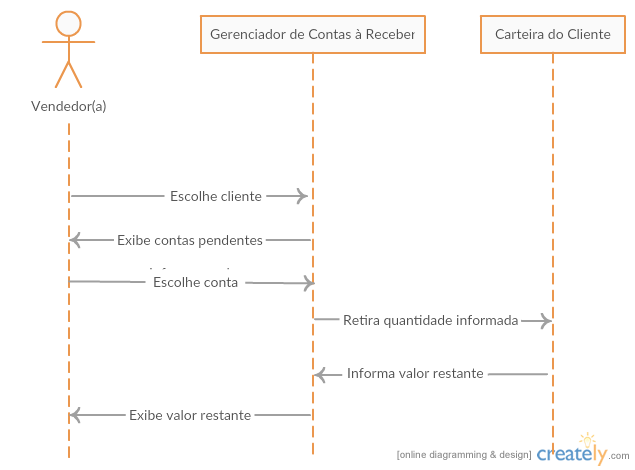 Gerenciador de Contas à Receber
Carteira do Cliente
Vendedor(a)
Escolhe cliente
Exibe contas pendentes
Escolhe conta
Retira quantidade informada
Informa valor restante
Exibe valor restante
[online diagramming & design] creately.com